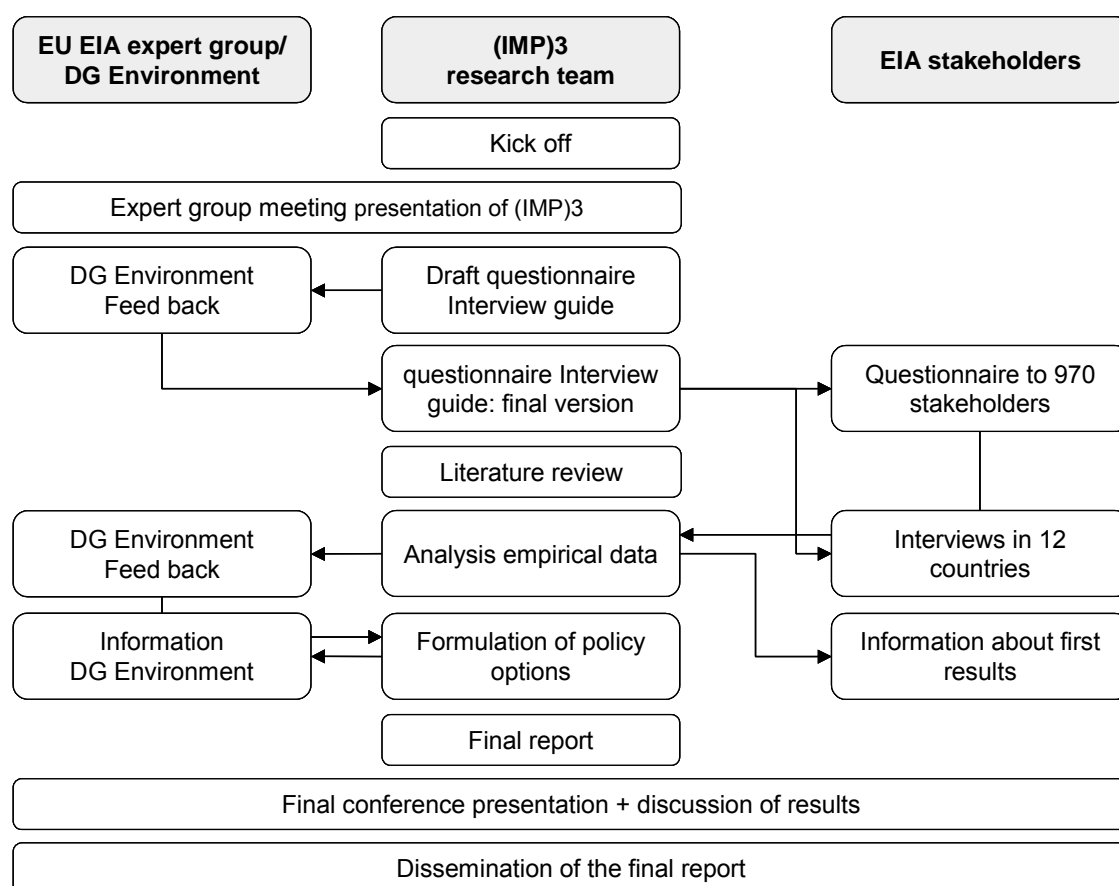 EU EIA expert group/
DG Environment
(IMP)3
research team
EIA stakeholders
Kick off
Expert group meeting presentation of (IMP)3
DG Environment
Feed back
Draft questionnaire
Interview guide
questionnaire Interview
guide: final version
Questionnaire to 970
stakeholders
Literature review
DG Environment
Feed back
Analysis empirical data
Interviews in 12
countries
Information
DG Environment
Formulation of policy
options
Information about first
results
Final report
Final conference presentation + discussion of results
Dissemination of the final report